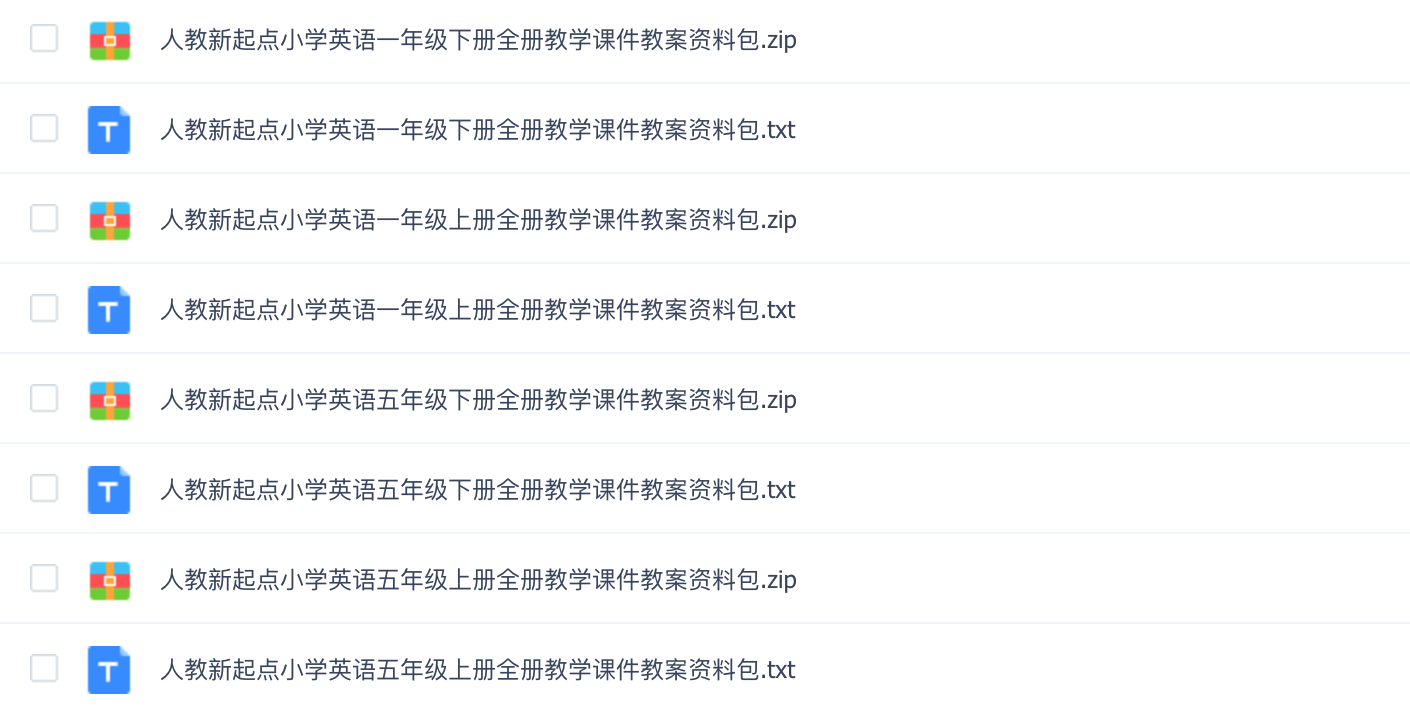 人教新起点小学英语一年级下册全册教学课件教案资料包.zip
T
人教新起点小学英语一年级下册全册教学课件教案资料包.txt
人教新起点小学英语一年级上册全册教学课件教案资料包.zip
T
人教新起点小学英语一年级上册全册教学课件教案资料包.txt
人教新起点小学英语五年级下册全册教学课件教案资料包.zip
T
人教新起点小学英语五年级下册全册教学课件教案资料包.txt
人教新起点小学英语五年级上册全册教学课件教案资料包.zip
T
人教新起点小学英语五年级上册全册教学课件教案资料包.txt